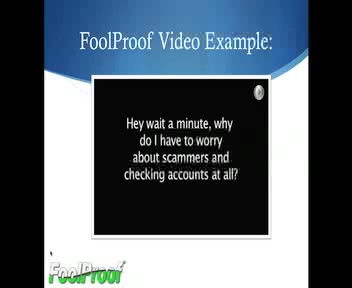 FoolProof Video Example:
Hey wait a minute, why
do I have to worry
about scammers and
checking accounts at all?
FoolProof